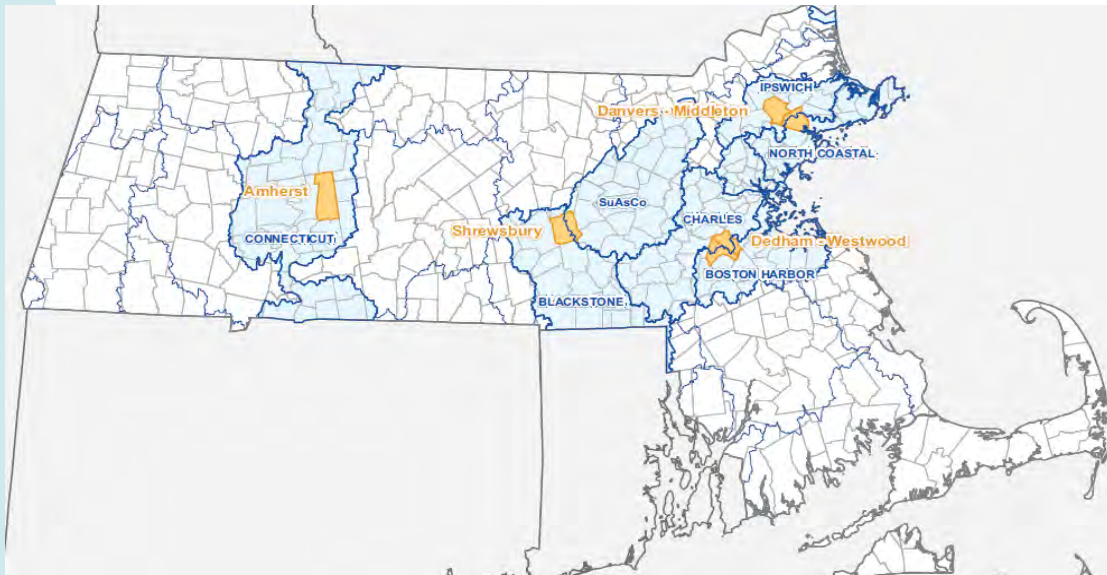 IPSWICH
Danvers - Middleton
NORTH COASTAL
Amherst
SuAsCo
CHARLES
Shrewsbury
Dedham - Westwood
CONNECTICUT
BOSTON HARBOR
BLACKSTONE